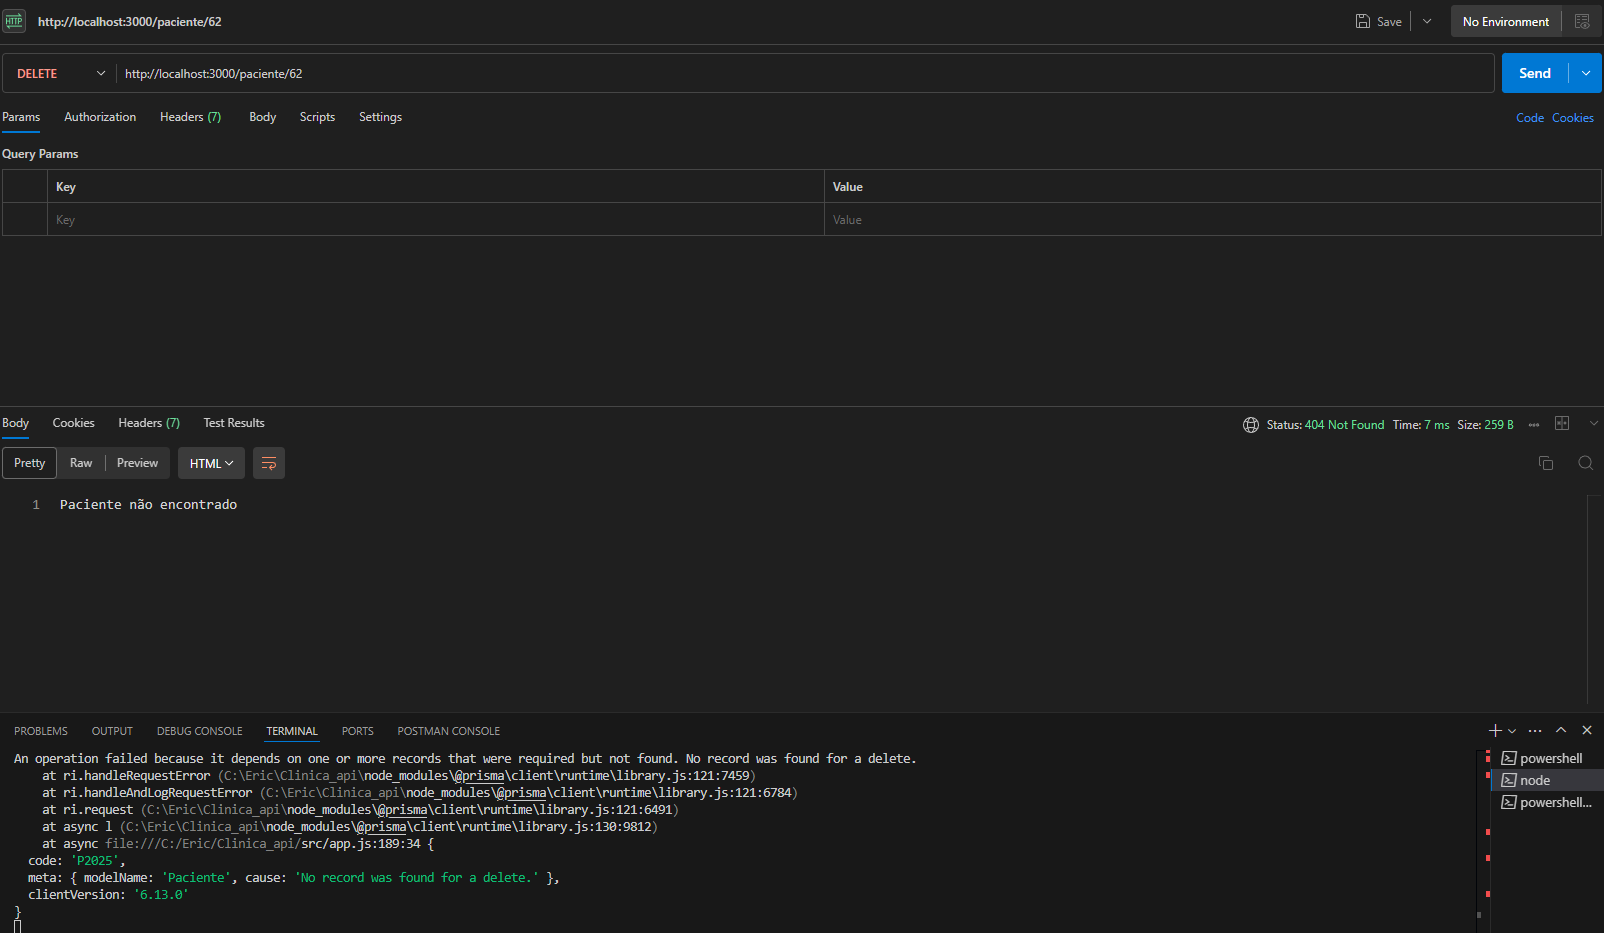 HTTP http://localhost:3000/paciente/62 Save No Environment
DELETE http://localhost:3000/paciente/62 Send
Params Authorization Headers (7) Body Scripts Settings Code Cookies
Query Params
Key Value
Key Value
Body Cookies Headers (7) Test Results Status: 404 Not Found Time: 7 ms Size: 259 B
Pretty Raw Preview HTML
1 Paciente não encontrado
PROBLEMS OUTPUT DEBUG CONSOLE TERMINAL PORTS POSTMAN CONSOLE
An operation failed because it depends on one or more records that were required but not found. No record was found for a delete.
at ri.handleRequestError (C:\Eric\Clinica_api\node_modules\@prisma\client\runtime\library.js:121:7459)
at ri.handleAndLogRequestError (C:\Eric\Clinica_api\node_modules\@prisma\client\runtime\library.js:121:6784)
at ri.request (C:\Eric\Clinica_api\node_modules\@prisma\client\runtime\library.js:121:6491)
at async l (C:\Eric\Clinica_api\node_modules\@prisma\client\runtime\library.js:130:9812)
at async file:///C:/Eric/Clinica_api/src/app.js:189:34 {
code: 'P2025',
meta: { modelName: 'Paciente', cause: 'No record was found for a delete.' },
clientVersion: '6.13.0'
}
powershell
node
powershell...